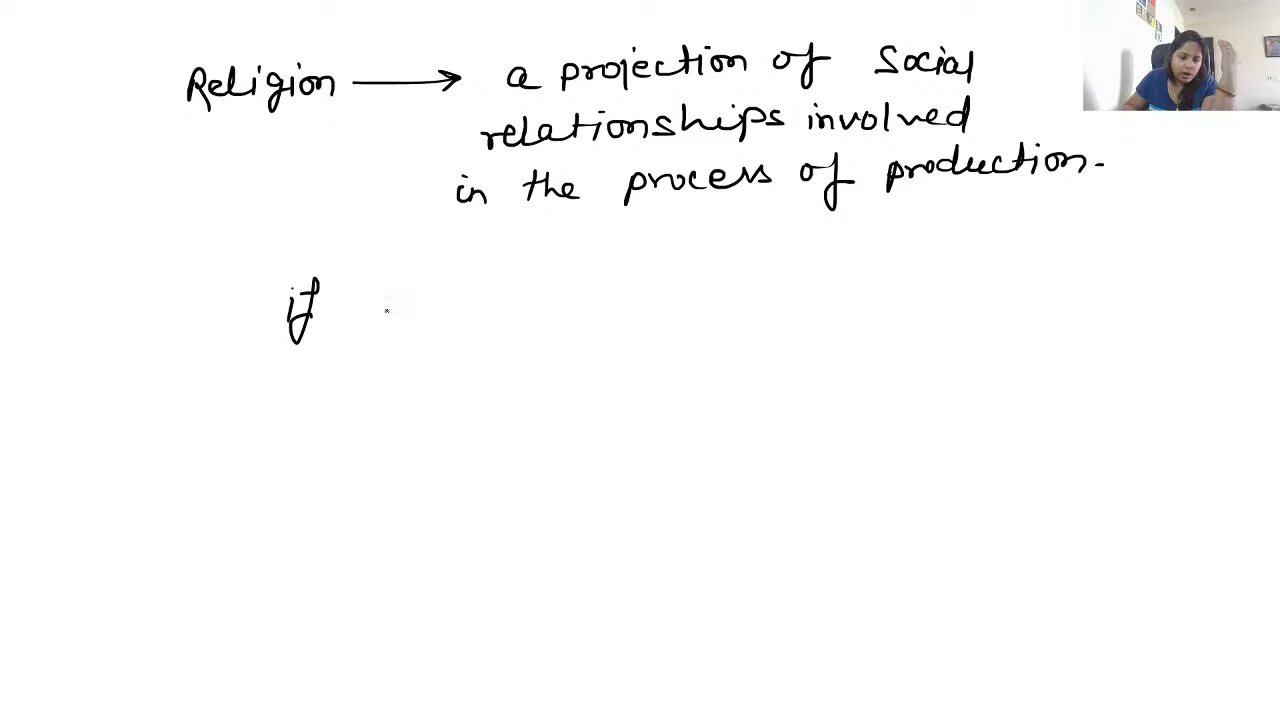 Religion → a projection of Social
relationships involved
in the process of production.
if